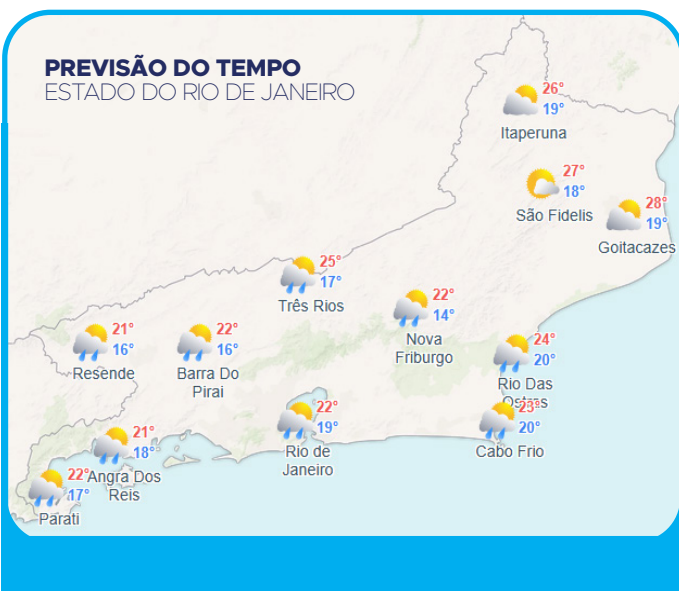 PREVISÃO DO TEMPO
ESTADO DO RIO DE JANEIRO
26°
19°
Itaperuna
27°
18°
São Fidelis
28°
19°
Goitacazes
25°
17°
Três Rios
22°
14°
Nova
Friburgo
21°
16°
Resende
22°
16°
Barra Do
Pirai
24°
20°
Rio Das
Ostras
23°
20°
Cabo Frio
22°
19°
Rio de
Janeiro
21°
18°
Angra Dos
Reis
22°
17°
Parati